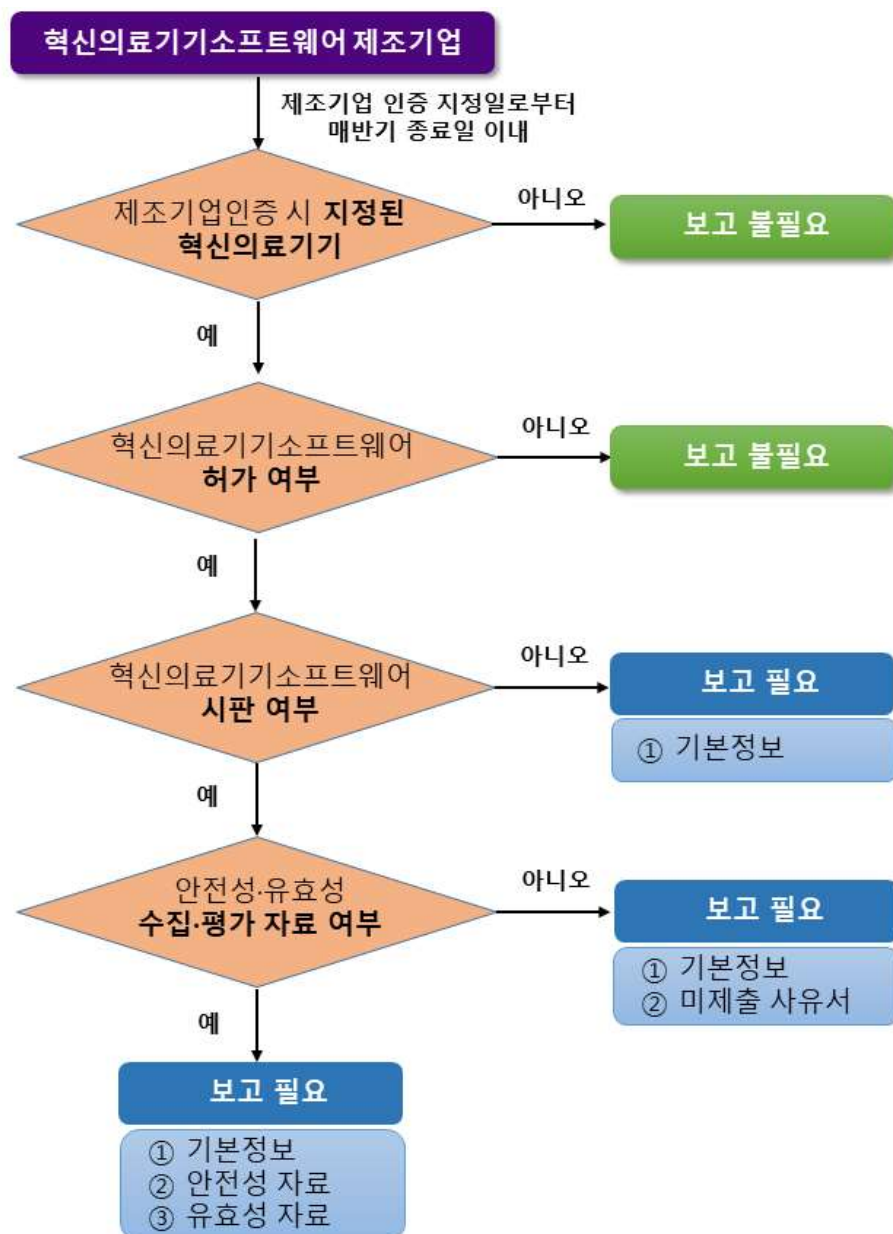 혁신의료기기소프트웨어 제조기업
제조기업 인증 지정일로부터
매반기 종료일 이내
제조기업인증 시 지정된
혁신의료기기
아니오
보고 불필요
예
혁신의료기기소프트웨어
허가 여부
아니오
보고 불필요
예
혁신의료기기소프트웨어
시판 여부
아니오
보고 필요
① 기본정보
예
안전성·유효성
수집·평가 자료 여부
아니오
보고 필요
① 기본정보
② 미제출 사유서
예
보고 필요
① 기본정보
② 안전성 자료
③ 유효성 자료